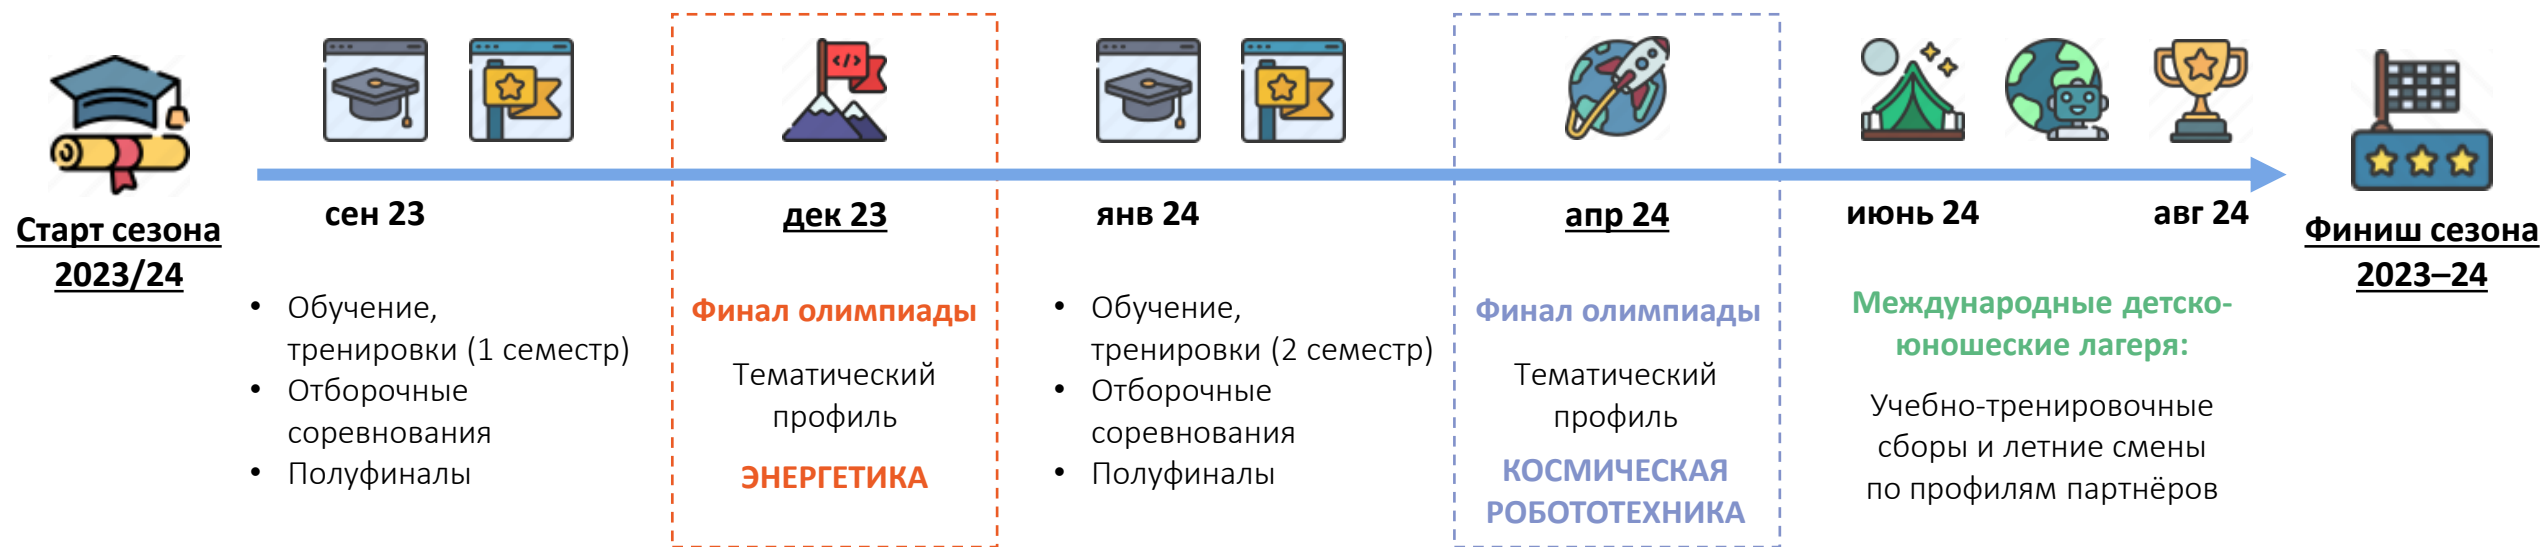 Старт сезона
2023/24
сен 23
• Обучение,
тренировки (1 семестр)
• Отборочные
соревнования
• Полуфиналы
</>
дек 23
Финал олимпиады
Тематический
профиль
ЭНЕРГЕТИКА
янв 24
• Обучение,
тренировки (2 семестр)
• Отборочные
соревнования
• Полуфиналы
апр 24
Финал олимпиады
Тематический
профиль
КОСМИЧЕСКАЯ
РОБОТОТЕХНИКА
июнь 24
авг 24
Международные детско-
юношеские лагеря:
Учебно-тренировочные
сборы и летние смены
по профилям партнёров
Финиш сезона
2023–24